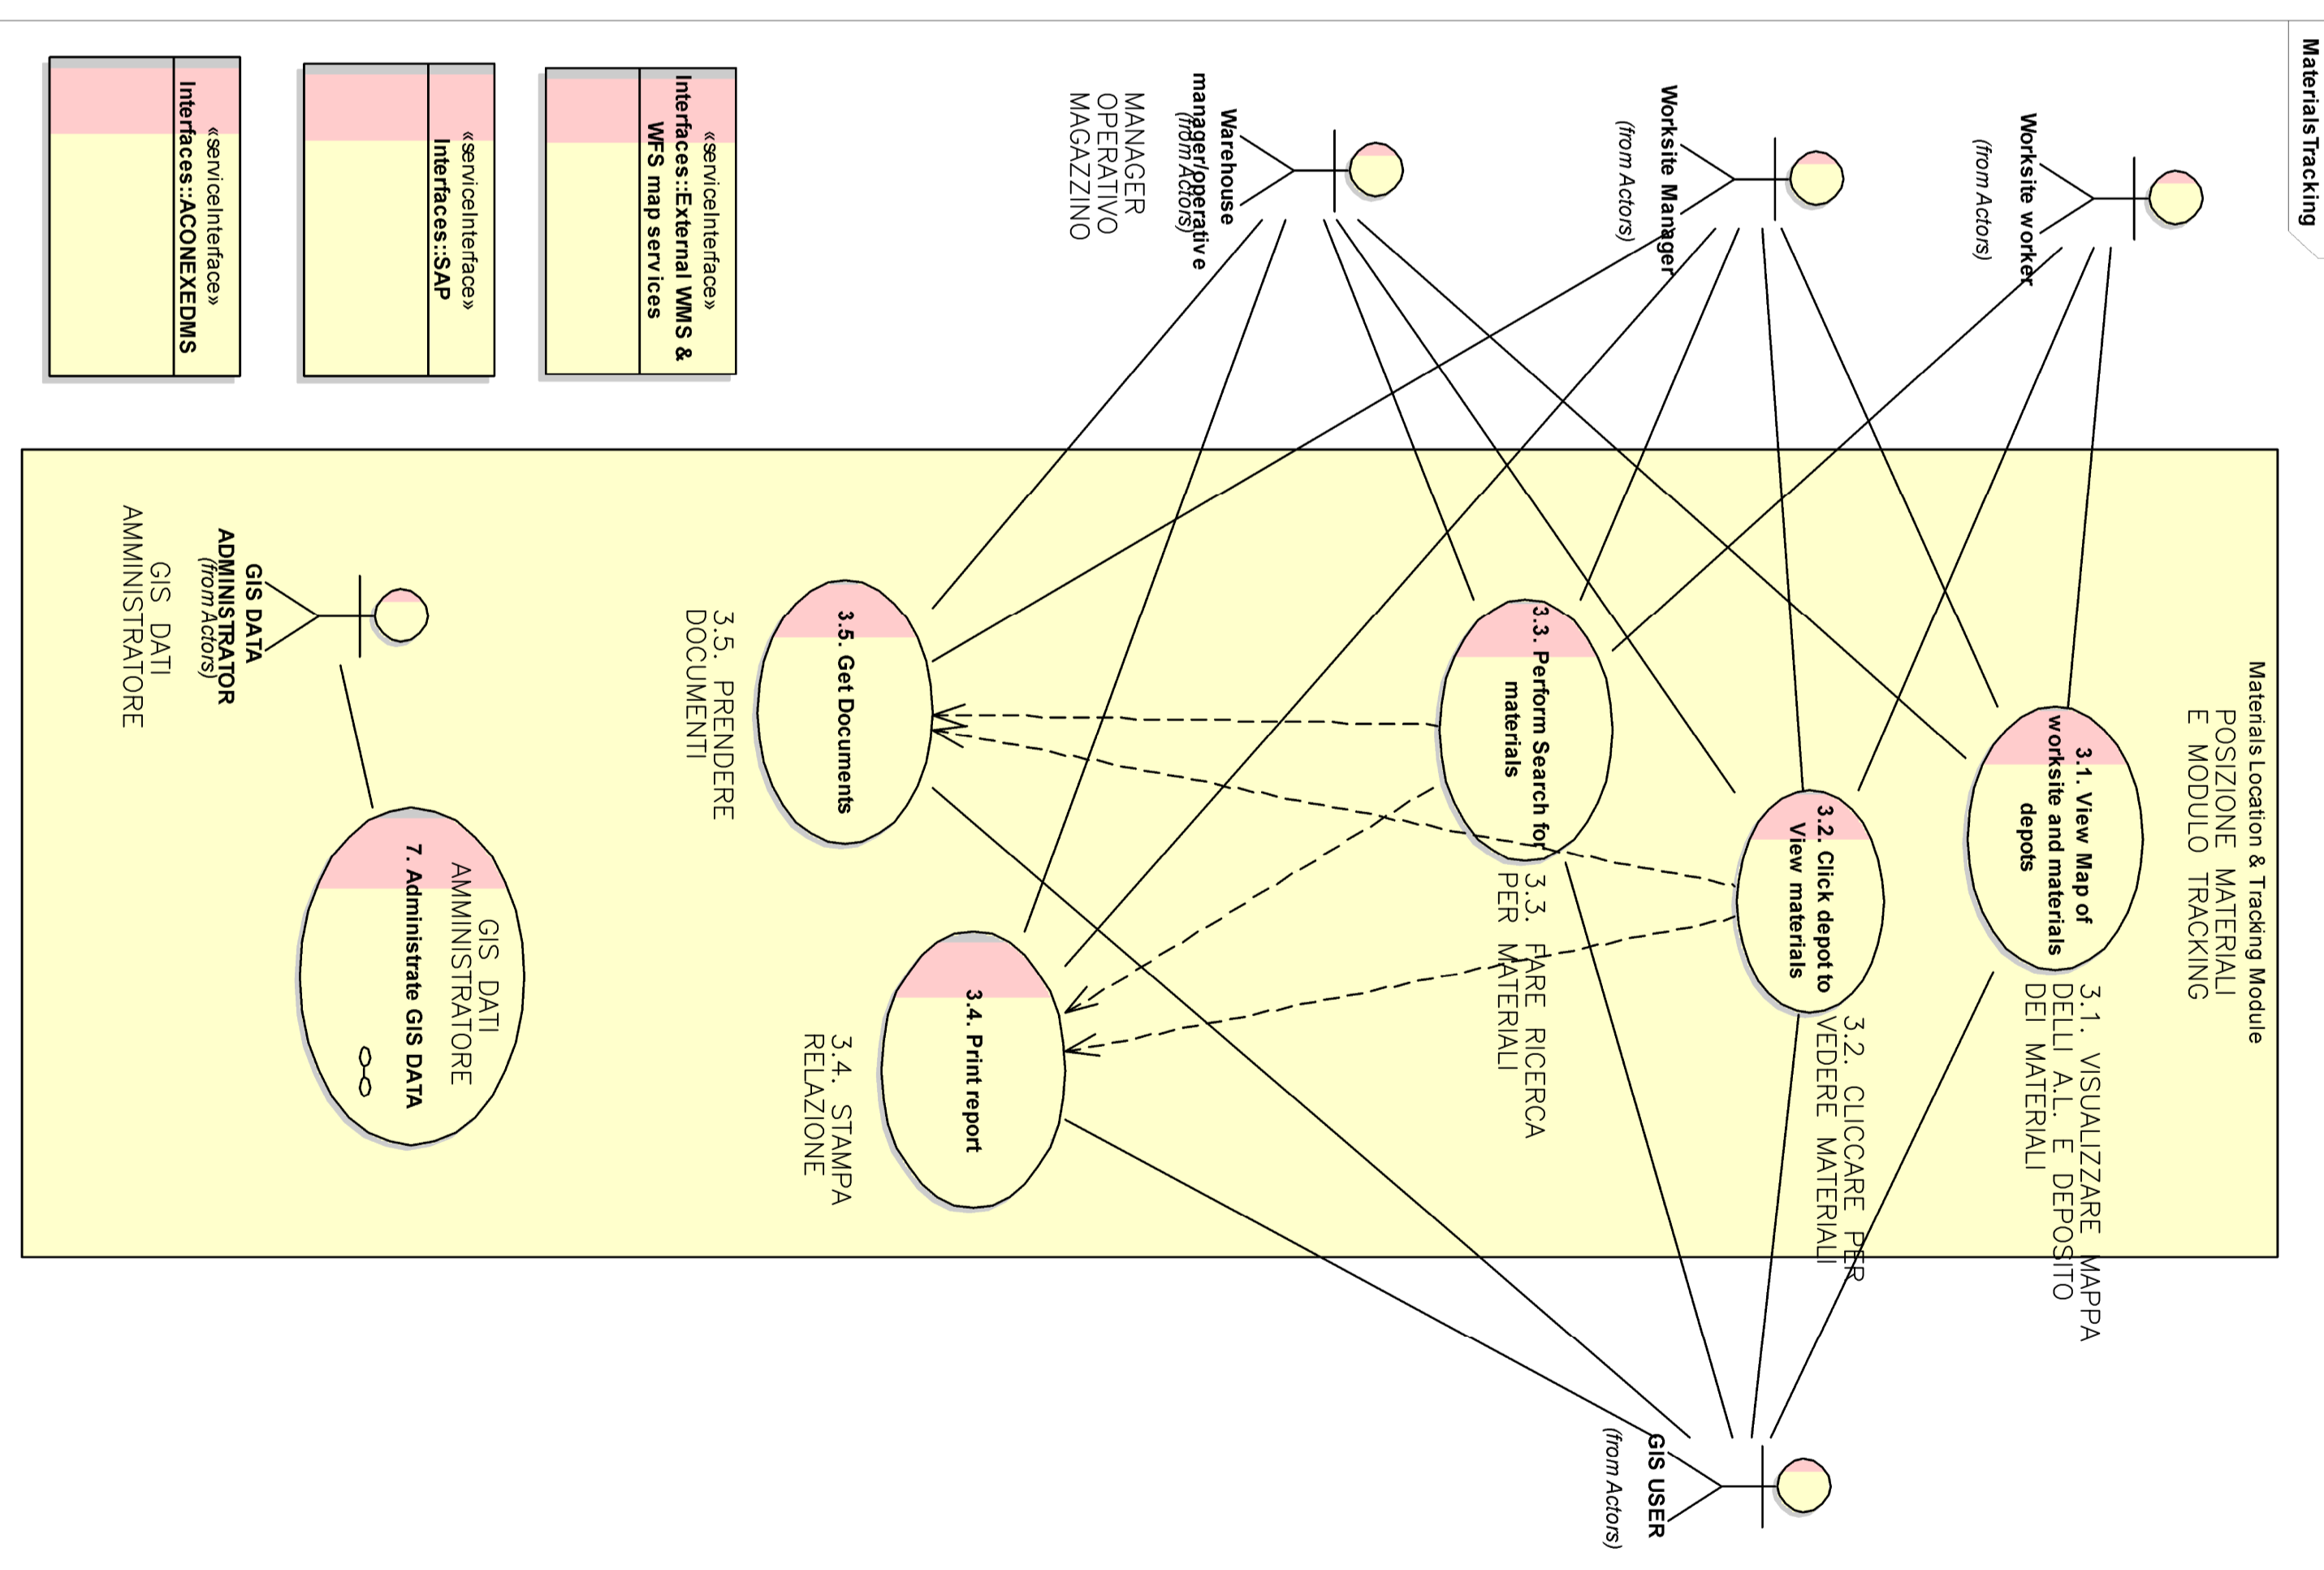 MaterialsTracking
Materials Location & Tracking Module
POSIZIONE MATERIALI
E MODULO TRACKING
Worksite worker
(from Actors)
3.1. View Map of
worksite and materials
depots
3.1. VISUALIZZARE MAPPA
DELLI A.L. E DEPOSITO
DEI MATERIALI
Worksite Manager
(from Actors)
3.2. Click depot to
View materials
3.2. CLICCARE PER
VEDERE MATERIALI
GIS USER
(from Actors)
3.3. Perform Search for
materials
3.3. FARE RICERCA
PER MATERIALI
Warehouse
manager/operative
(from Actors)
MANAGER
OPERATIVO
MAGAZZINO
3.4. Print report
3.4. STAMPA
RELAZIONE
3.5. Get Documents
3.5. PRENDERE
DOCUMENTI
«serviceInterface»
Interfaces::External WMS &
WFS map services
«serviceInterface»
Interfaces::SAP
«serviceInterface»
Interfaces::ACONEXEDMS
GIS DATI
AMMINISTRATORE
7. Administrate GIS DATA
GIS DATA
ADMINISTRATOR
(from Actors)
GIS DATI
AMMINISTRATORE